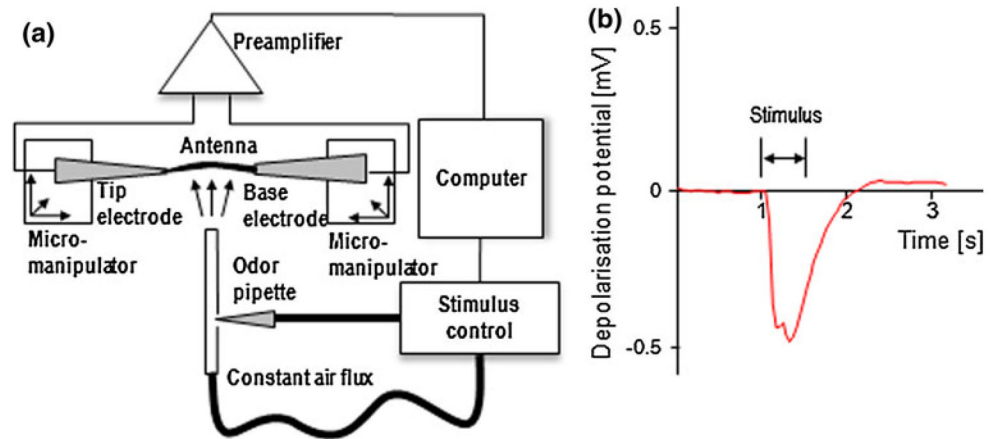 (a)
Preamplifier
Antenna
Tip
electrode
Base
electrode
Micro-
manipulator
Micro-
manipulator
Computer
Odor
pipette
Stimulus
control
Constant air flux
(b)
Depolarisation potential [mV]
0.5
Stimulus
0
1
2
3
Time [s]
-0.5